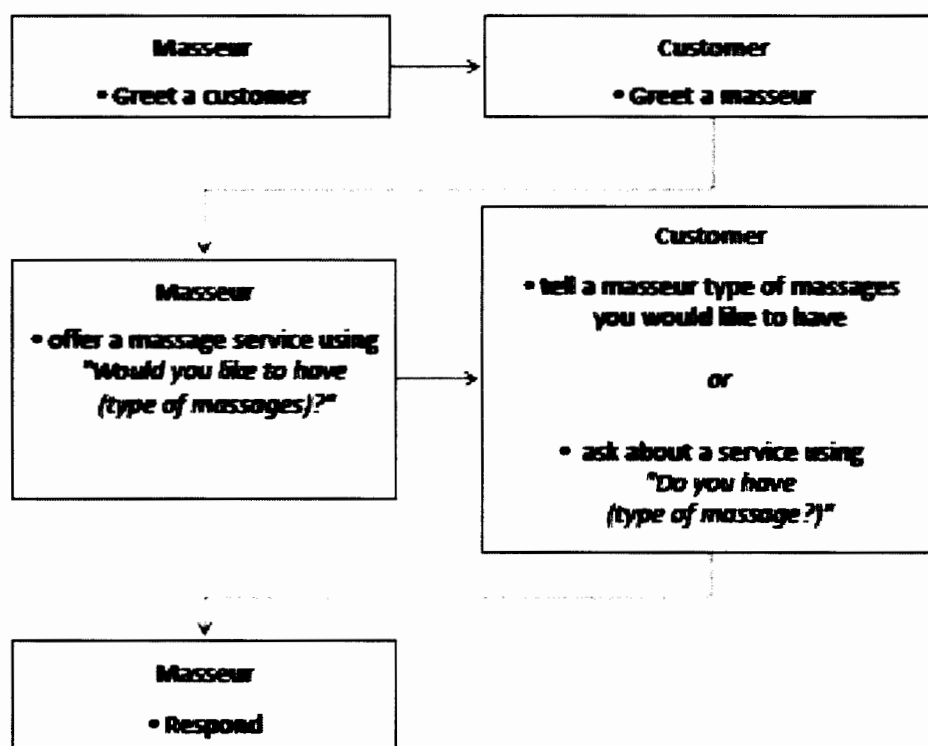 Masseur
• Greet a customer
Customer
• Greet a masseur
Masseur
• offer a massage service using
"Would you like to have
(type of massages)?"
Customer
• tell a masseur type of massages
you would like to have
or
• ask about a service using
"Do you have
(type of massage?)"
Masseur
• Respond